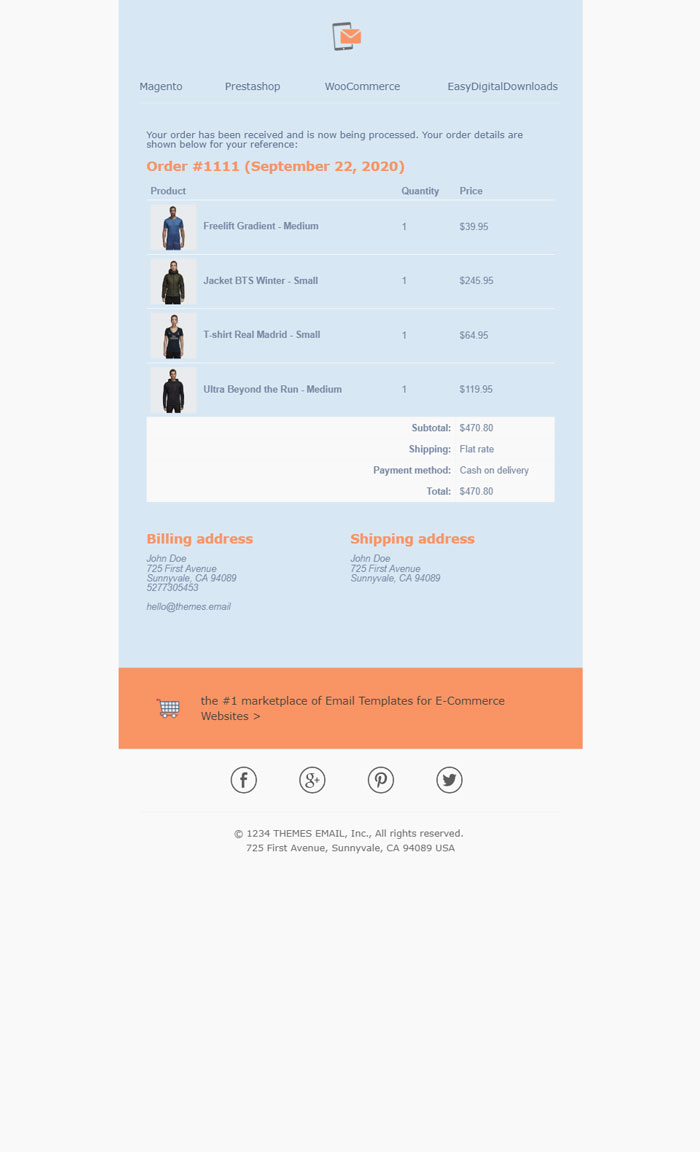 Magento Prestashop WooCommerce EasyDigitalDownloads
Your order has been received and is now being processed. Your order details are
shown below for your reference:
Order #1111 (September 22, 2020)
Product Quantity Price
Freelift Gradient - Medium 1 $39.95
Jacket BTS Winter - Small 1 $245.95
T-shirt Real Madrid - Small 1 $64.95
Ultra Beyond the Run - Medium 1 $119.95
Subtotal: $470.80
Shipping: Flat rate
Payment method: Cash on delivery
Total: $470.80
Billing address
John Doe
725 First Avenue
Sunnyvale, CA 94089
5277305453
hello@themes.email
Shipping address
John Doe
725 First Avenue
Sunnyvale, CA 94089
the #1 marketplace of Email Templates for E-Commerce
Websites >
© 1234 THEMES EMAIL, Inc., All rights reserved.
725 First Avenue, Sunnyvale, CA 94089 USA